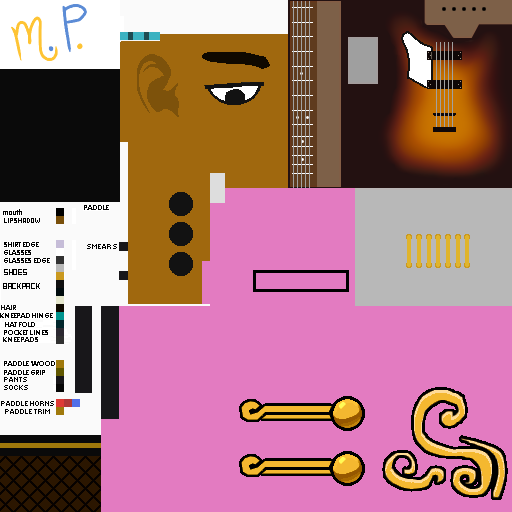 M.P.
PADDLE
mouth
LIPSHADOW
SHIRT EDGE
SMEARS
GLASSES
GLASSES EDGE
SHOES
BACKPACK
HAIR
KNEEPAD HINGE
HAT FOLD
POCKET LINES
KNEEPADS
PADDLE WOOD
PADDLE GRIP
PANTS
SOCKS
PADDLE HORNS
PADDLE TRIM